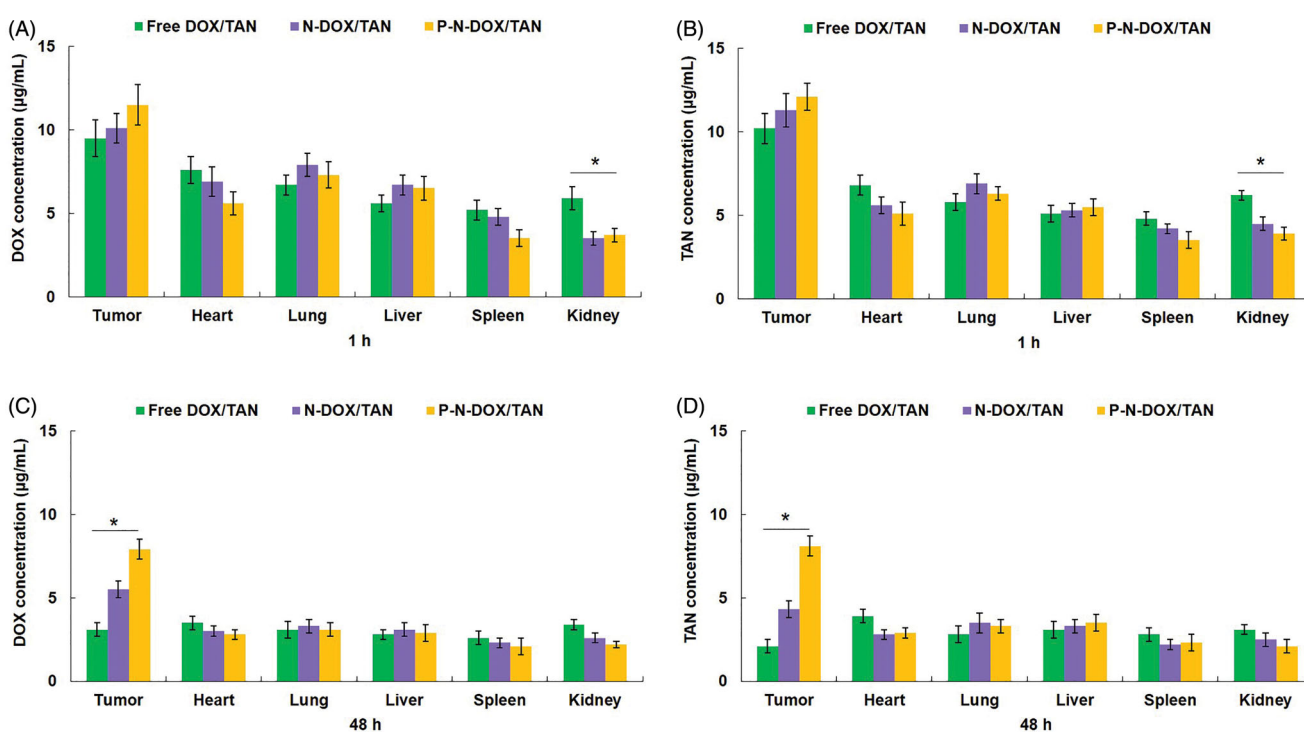 (A)
Free DOX/TAN N-DOX/TAN P-N-DOX/TAN
DOX concentration (µg/mL)
15
10
5
0
*
Tumor Heart Lung Liver Spleen Kidney
1 h
(B)
Free DOX/TAN N-DOX/TAN P-N-DOX/TAN
TAN concentration (µg/mL)
15
10
5
0
*
Tumor Heart Lung Liver Spleen Kidney
1 h
(C)
Free DOX/TAN N-DOX/TAN P-N-DOX/TAN
DOX concentration (µg/mL)
15
10
5
0
*
Tumor Heart Lung Liver Spleen Kidney
48 h
(D)
Free DOX/TAN N-DOX/TAN P-N-DOX/TAN
TAN concentration (µg/mL)
15
10
5
0
*
Tumor Heart Lung Liver Spleen Kidney
48 h